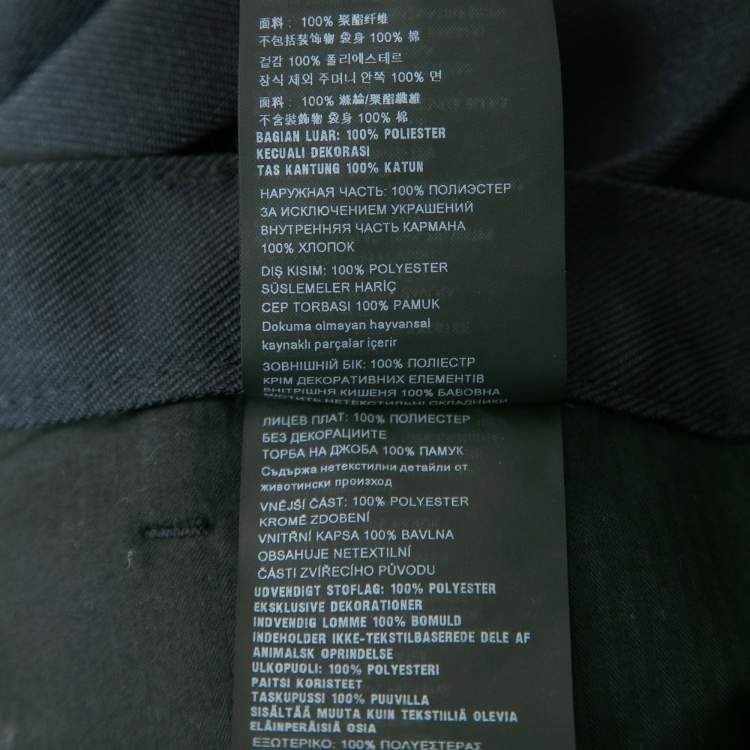 面料： 100% 聚酯纤维
不包括装饰物 袋身 100% 棉
겉감 100% 폴리에스테르
장식 제외 주머니 안쪽 100% 면
面料： 100% 滌綸/聚酯纖維
不含裝飾物 袋身 100% 棉
BAGIAN LUAR: 100% POLIESTER
KECUALI DEKORASI
TAS KANTUNG 100% KATUN
НАРУЖНАЯ ЧАСТЬ: 100% ПОЛИЭСТЕР
ЗА ИСКЛЮЧЕНИЕМ УКРАШЕНИЙ
ВНУТРЕННЯЯ ЧАСТЬ КАРМАНА
100% ХЛОПОК
DIŞ KISIM: 100% POLYESTER
SÜSLEMELER HARİÇ
CEP TORBASI 100% PAMUK
Dokuma olmayan hayvansal
kaynaklı parçalar içerir
ЗОВНІШНІЙ БІК: 100% ПОЛІЕСТР
КРІМ ДЕКОРАТИВНИХ ЕЛЕМЕНТІВ
ВНІТРІШНЯ КИШЕНЯ 100% БАВОВНА
МІСТИТЬ НЕТЕКСТИЛЬНІ СКЛАДНИКИ
ЛИЦЕВ ПЛАТ: 100% ПОЛИЕСТЕР
БЕЗ ДЕКОРАЦИИТЕ
ТОРБА НА ДЖОБА 100% ПАМУК
Съдържа нетекстилни детайли от
животински произход
VNĚJŠÍ ČÁST: 100% POLYESTER
KROMĚ ZDOBENÍ
VNITŘNÍ KAPSA 100% BAVLNA
OBSAHUJE NETEXTILNÍ
ČÁSTI ZVÍŘECÍHO PŮVODU
UDVENDIGT STOFLAG: 100% POLYESTER
EKSKLUSIVE DEKORATIONER
INDVENDIG LOMME 100% BOMULD
INDEHOLDER IKKE-TEKSTILBASEREDE DELE AF
ANIMALSK OPRINDELSE
ULKOPUOLI: 100% POLYESTERI
PAITSI KORISTEET
TASKUPUSSI 100% PUUVILLA
SISÄLTÄÄ MUUTA KUIN TEKSTIILIÄ OLEVIA
ELÄINPERÄISIÄ OSIA
ΕΞΩΤΕΡΙΚΟ: 100% ΠΟΛΥΕΣΤΕΡΑΣ